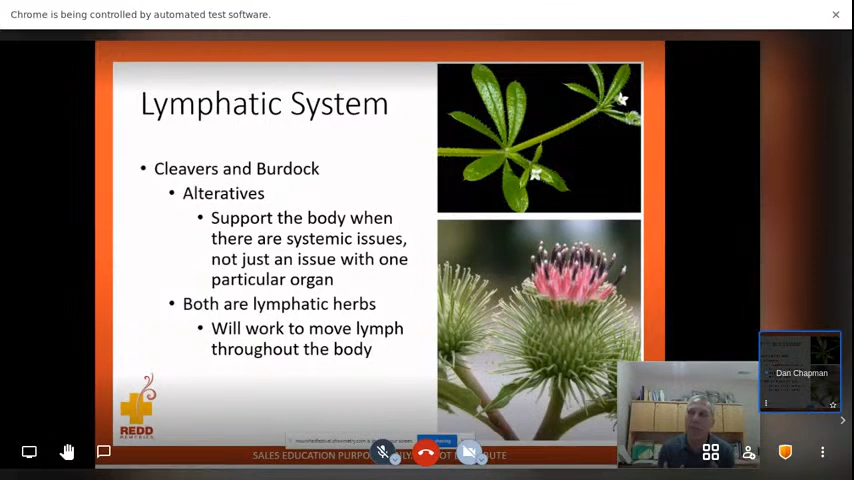 Chrome is being controlled by automated test software.
Lymphatic System
• Cleavers and Burdock
• Alteratives
• Support the body when
there are systemic issues,
not just an issue with one
particular organ
• Both are lymphatic herbs
• Will work to move lymph
throughout the body
Dan Chapman
REDD
REMEDIES
SALES EDUCATION